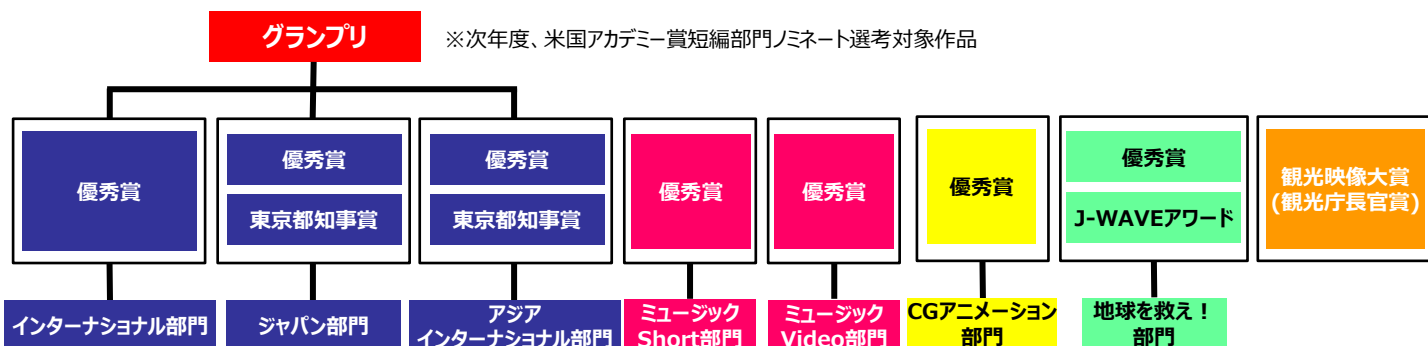 グランプリ
※次年度、米国アカデミー賞短編部門ノミネート選考対象作品
優秀賞
優秀賞
東京都知事賞
優秀賞
東京都知事賞
優秀賞
優秀賞
優秀賞
優秀賞
J-WAVEアワード
観光映像大賞
(観光庁長官賞)
インターナショナル部門
ジャパン部門
アジア
インターナショナル部門
ミュージック
Short部門
ミュージック
Video部門
CGアニメーション
部門
地球を救え！
部門